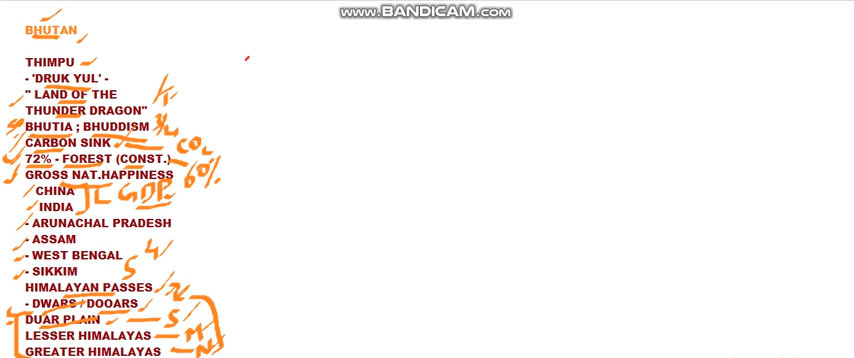 WWW.BANDICAM.COM
BHUTAN
THIMPU
- 'DRUK YUL' -
" LAND OF THE
THUNDER DRAGON"
BHUTIA ; BHUDDISM
CARBON SINK
CO₂
72% - FOREST (CONST.)
60%
GROSS NAT.HAPPINESS
GDP
CHINA
INDIA
- ARUNACHAL PRADESH
- ASSAM
- WEST BENGAL
- SIKKIM
HIMALAYAN PASSES
- DWARS / DOOARS
DUAR PLAIN S
LESSER HIMALAYAS M
GREATER HIMALAYAS N